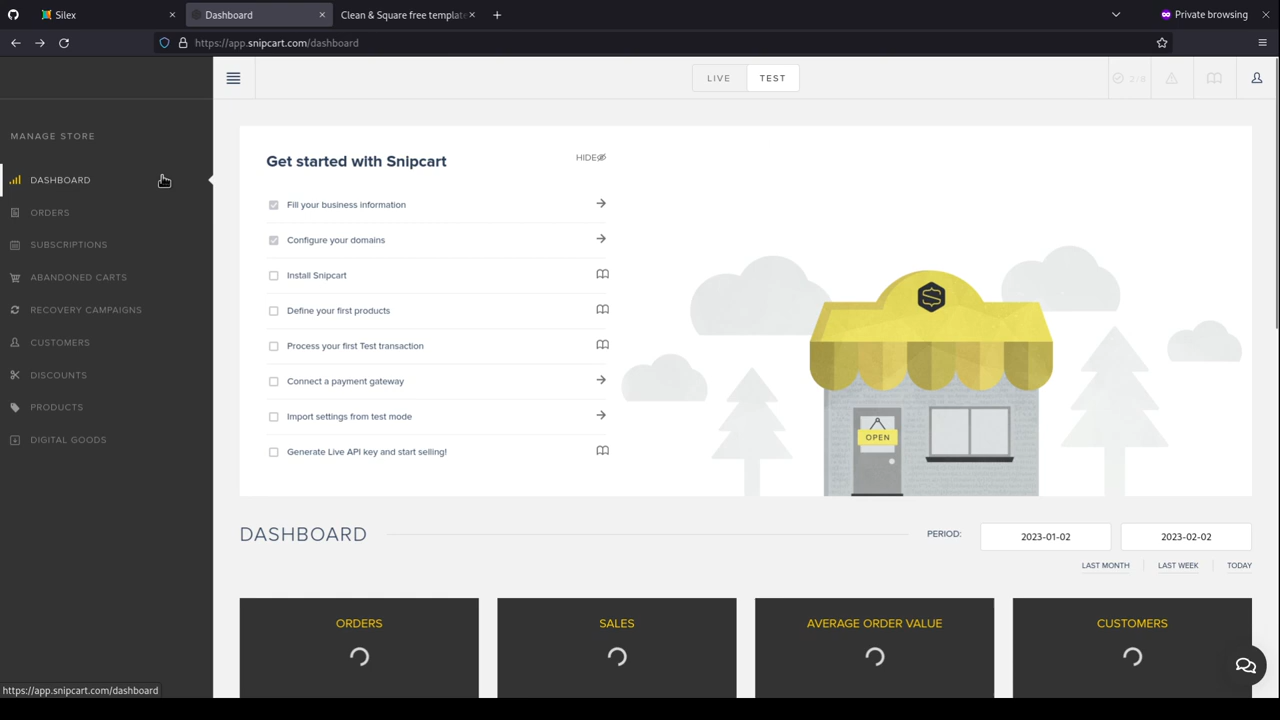 Silex
Dashboard
Clean & Square free templat
Private browsing
https://app.snipcart.com/dashboard
LIVE
TEST
2/8
MANAGE STORE
DASHBOARD
ORDERS
SUBSCRIPTIONS
ABANDONED CARTS
RECOVERY CAMPAIGNS
CUSTOMERS
DISCOUNTS
PRODUCTS
DIGITAL GOODS
Get started with Snipcart
HIDE
Fill your business information
Configure your domains
Install Snipcart
Define your first products
Process your first Test transaction
Connect a payment gateway
Import settings from test mode
Generate Live API key and start selling!
OPEN
DASHBOARD
PERIOD:
2023-01-02
2023-02-02
LAST MONTH
LAST WEEK
TODAY
ORDERS
SALES
AVERAGE ORDER VALUE
CUSTOMERS
https://app.snipcart.com/dashboard